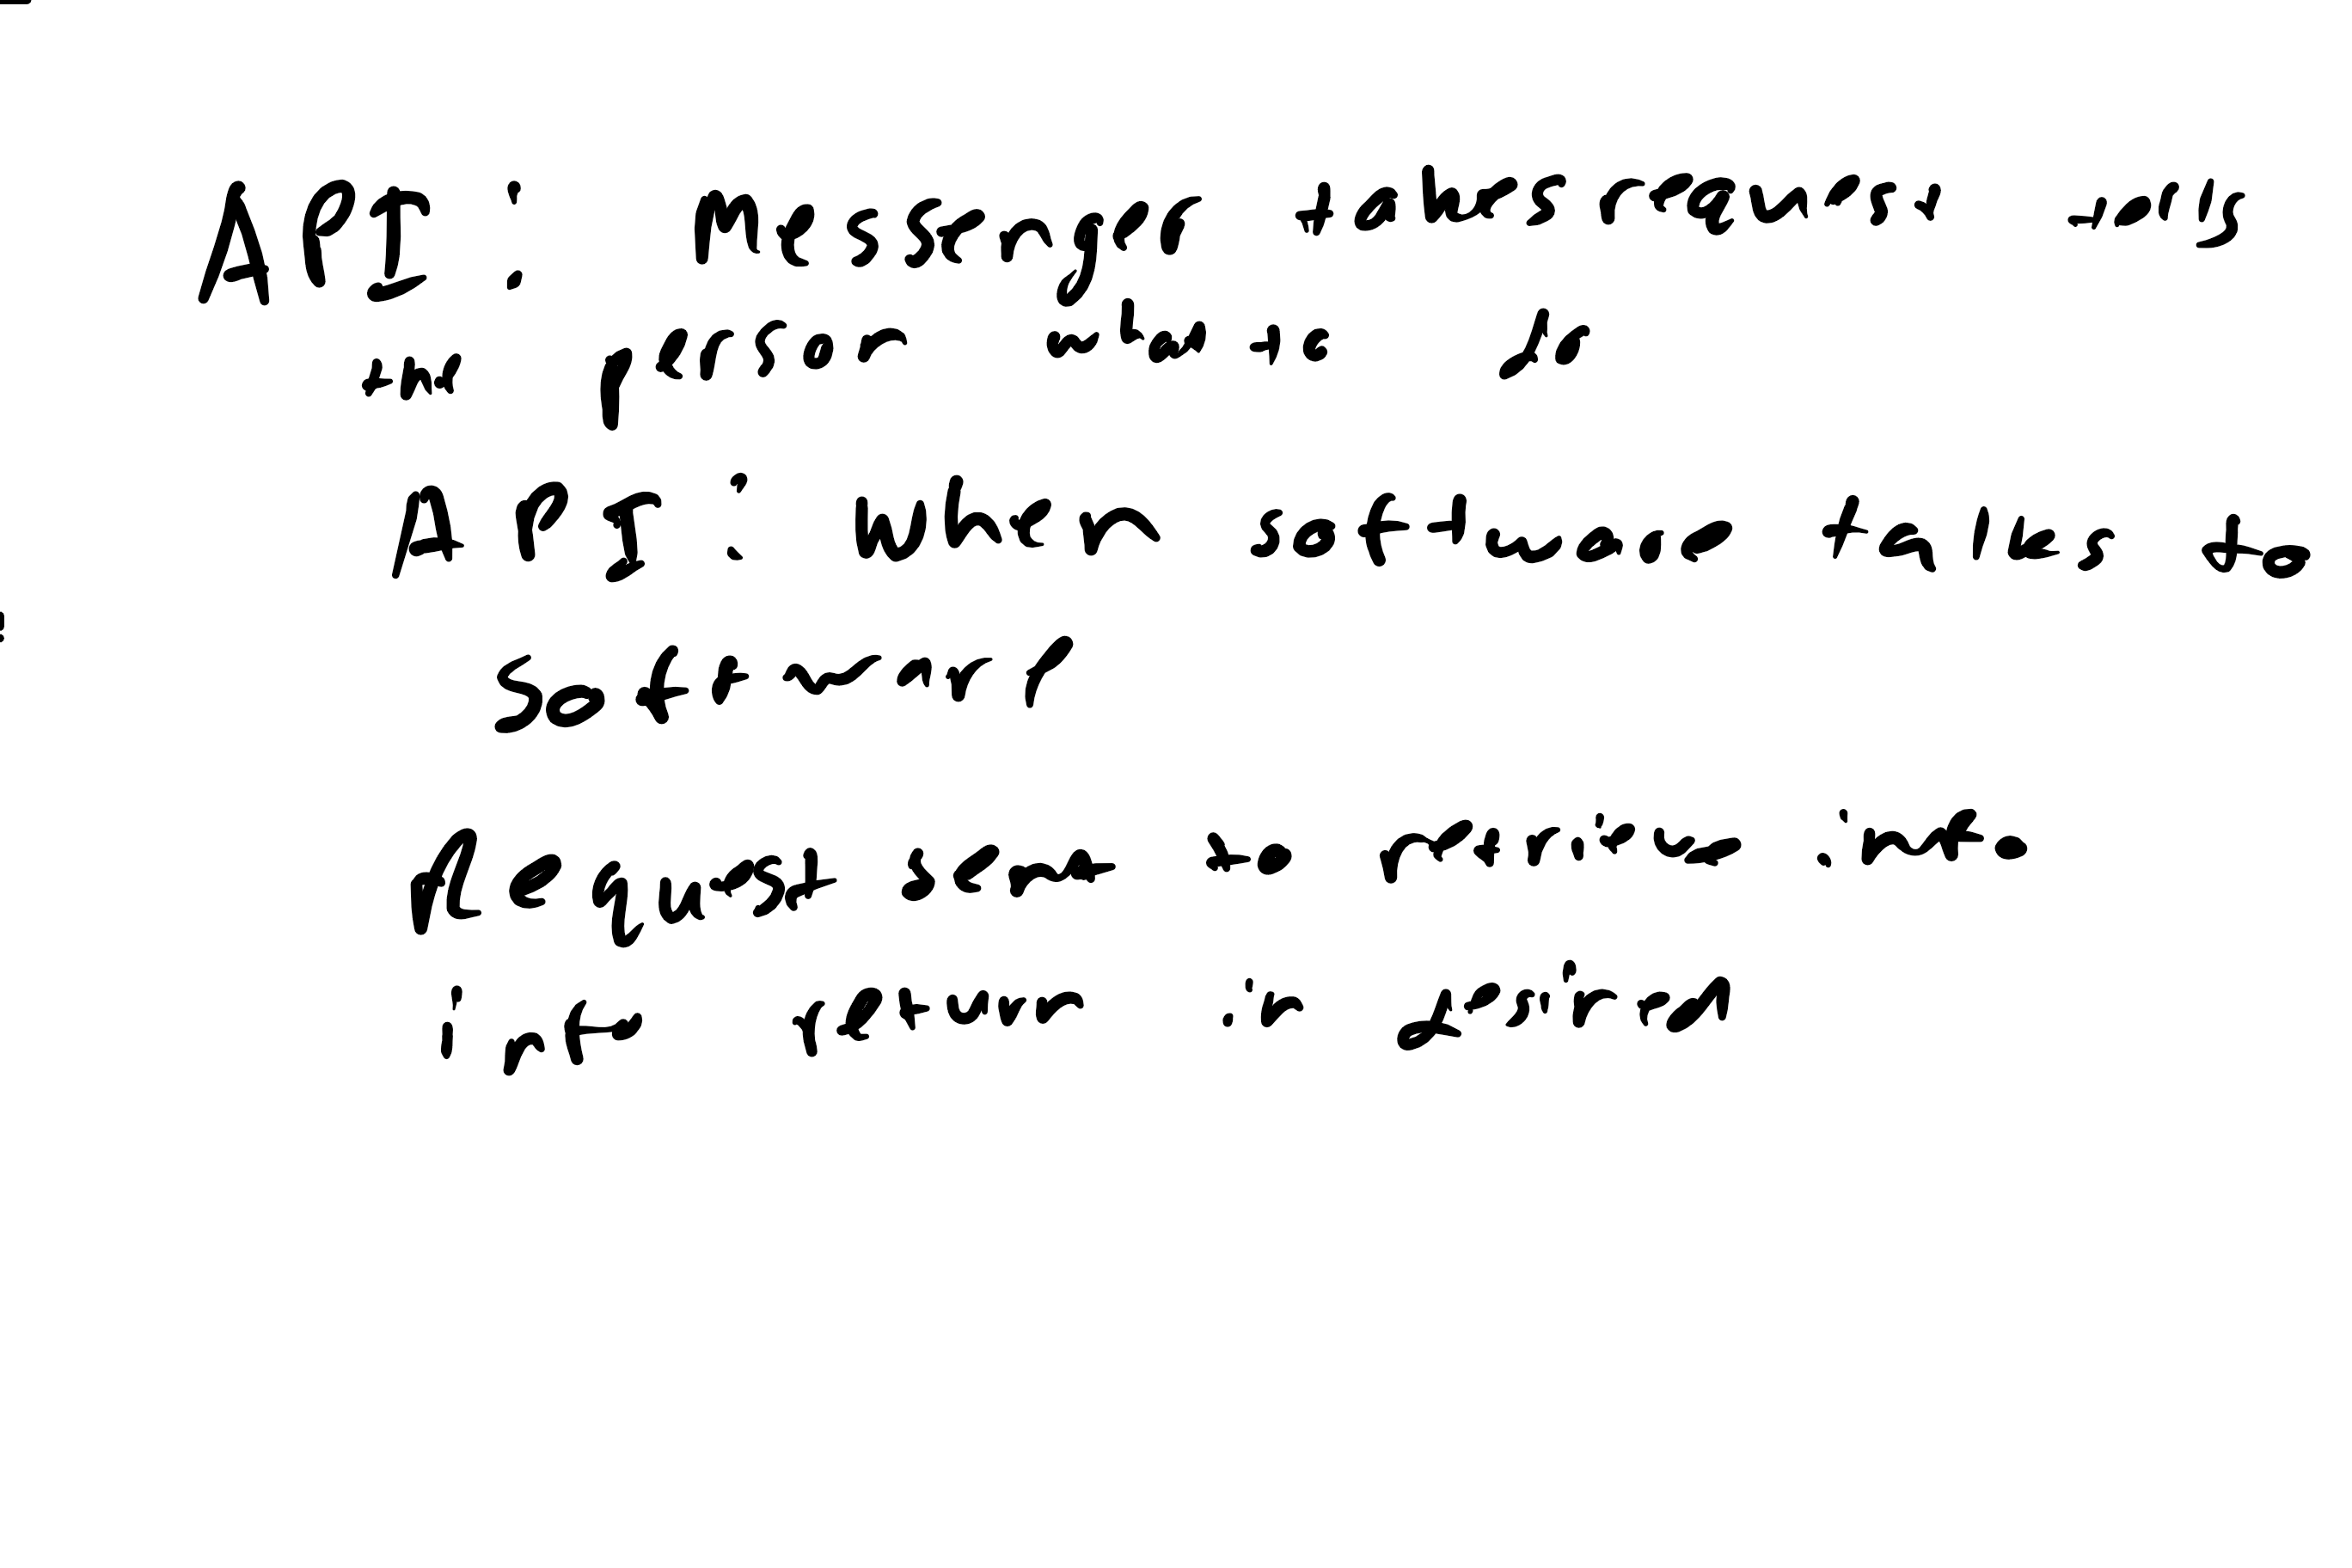 API: Messenger takes request tells
the person what to do
API: When software talks to
software
Request sent to retrieve info
info return in desired